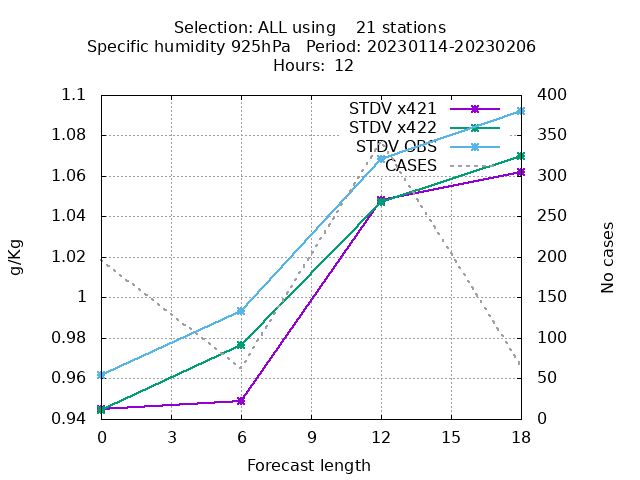 Selection: ALL using    21 stations
Specific humidity 925hPa   Period: 20230114-20230206
Hours: 12
1.1
1.08
1.06
1.04
1.02
1
0.98
0.96
0.94
g/Kg
STDV x421
STDV x422
STDV OBS
CASES
400
350
300
250
200
150
100
50
0
No cases
0 3 6 9 12 15 18
Forecast length